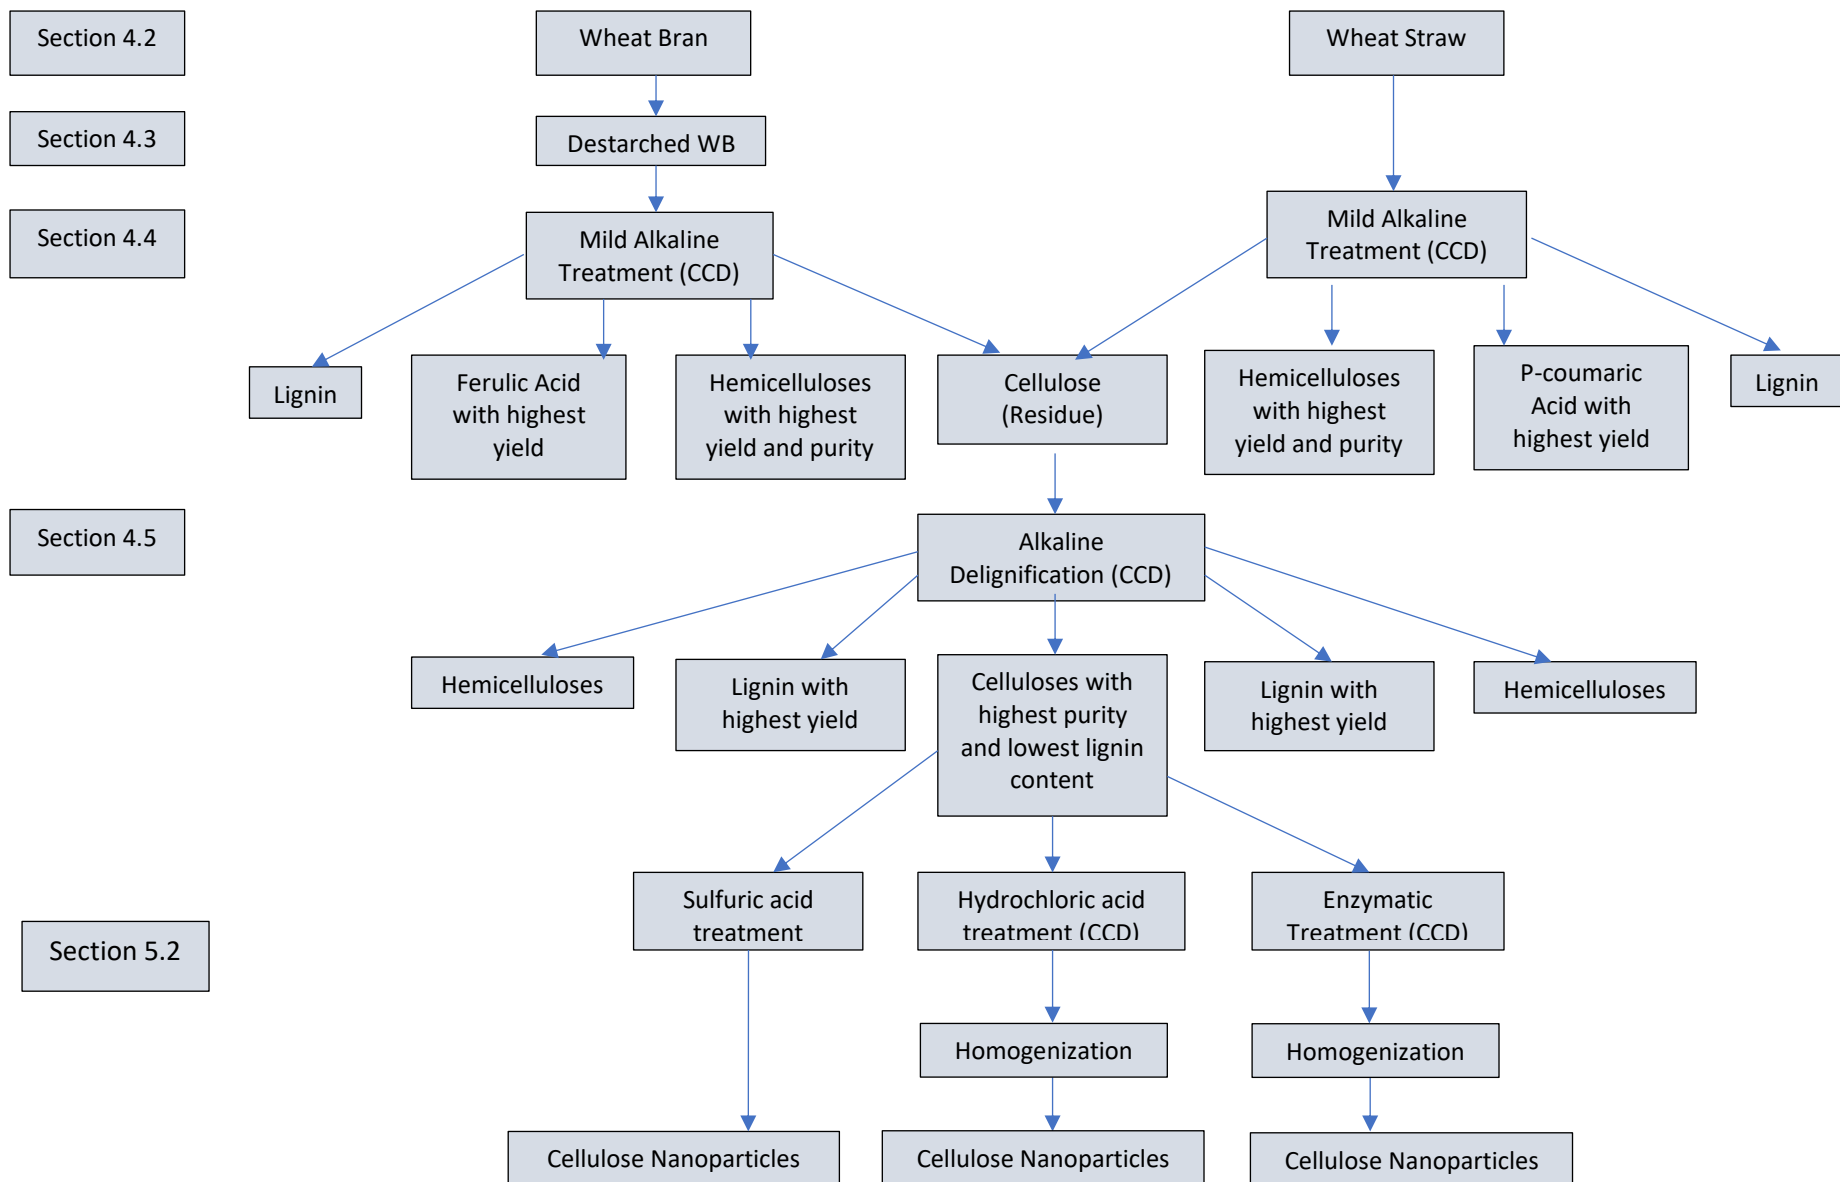 Section 4.2
Wheat Bran
Wheat Straw
Section 4.3
Destarched WB
Section 4.4
Mild Alkaline
Treatment (CCD)
Mild Alkaline
Treatment (CCD)
Lignin
Ferulic Acid
with highest
yield
Hemicelluloses
with highest
yield and purity
Cellulose
(Residue)
Hemicelluloses
with highest
yield and purity
P-coumaric
Acid with
highest yield
Lignin
Section 4.5
Alkaline
Delignification (CCD)
Hemicelluloses
Lignin with
highest yield
Celluloses with
highest purity
and lowest lignin
content
Lignin with
highest yield
Hemicelluloses
Section 5.2
Sulfuric acid
treatment
Hydrochloric acid
treatment (CCD)
Enzymatic
Treatment (CCD)
Homogenization
Homogenization
Cellulose Nanoparticles
Cellulose Nanoparticles
Cellulose Nanoparticles